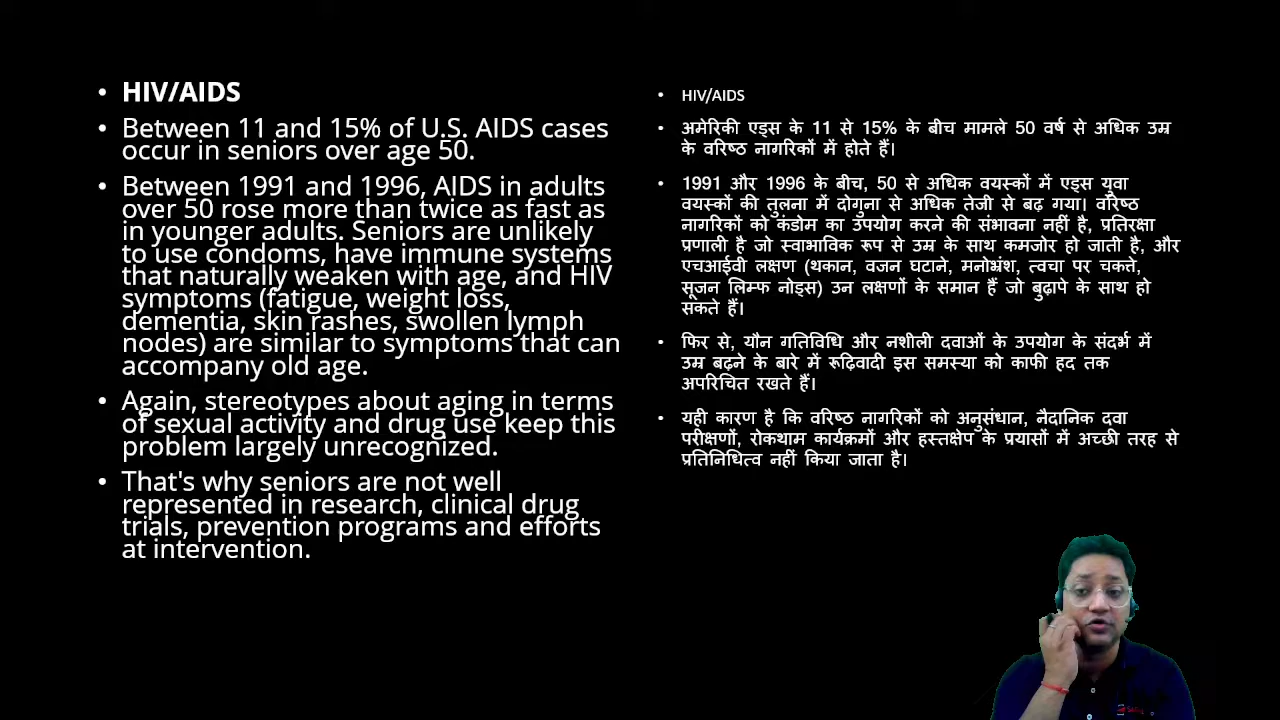 • HIV/AIDS
• Between 11 and 15% of U.S. AIDS cases
occur in seniors over age 50.
• Between 1991 and 1996, AIDS in adults
over 50 rose more than twice as fast as
in younger adults. Seniors are unlikely
to use condoms, have immune systems
that naturally weaken with age, and HIV
symptoms (fatigue, weight loss,
dementia, skin rashes, swollen lymph
nodes) are similar to symptoms that can
accompany old age.
• Again, stereotypes about aging in terms
of sexual activity and drug use keep this
problem largely unrecognized.
• That's why seniors are not well
represented in research, clinical drug
trials, prevention programs and efforts
at intervention.
• HIV/AIDS
• अमेरिकी एड्स के 11 से 15% के बीच मामले 50 वर्ष से अधिक उम्र
के वरिष्ठ नागरिकों में होते हैं।
• 1991 और 1996 के बीच, 50 से अधिक वयस्कों में एड्स युवा
वयस्कों की तुलना में दोगुना से अधिक तेजी से बढ़ गया। वरिष्ठ
नागरिकों को कंडोम का उपयोग करने की संभावना नहीं है, प्रतिरक्षा
प्रणाली है जो स्वाभाविक रूप से उम्र के साथ कमजोर हो जाती है, और
एचआईवी लक्षण (थकान, वजन घटाने, मनोभ्रंश, त्वचा पर चकत्ते,
सूजन लिम्फ नोड्स) उन लक्षणों के समान हैं जो बुढ़ापे के साथ हो
सकते हैं।
• फिर से, यौन गतिविधि और नशीली दवाओं के उपयोग के संदर्भ में
उम्र बढ़ने के बारे में रूढ़िवादी इस समस्या को काफी हद तक
अपरिचित रखते हैं।
• यही कारण है कि वरिष्ठ नागरिकों को अनुसंधान, नैदानिक दवा
परीक्षणों, रोकथाम कार्यक्रमों और हस्तक्षेप के प्रयासों में अच्छी तरह से
प्रतिनिधित्व नहीं किया जाता है।